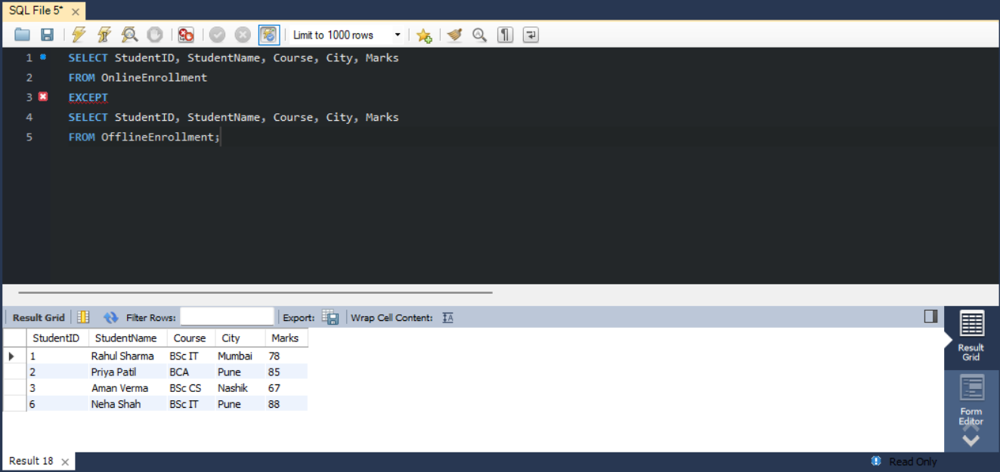 SQL File 5*
Limit to 1000 rows
1 SELECT StudentID, StudentName, Course, City, Marks
2 FROM OnlineEnrollment
3 EXCEPT
4 SELECT StudentID, StudentName, Course, City, Marks
5 FROM OfflineEnrollment;
Result Grid Filter Rows: Export: Wrap Cell Content:
StudentID StudentName Course City Marks
1 Rahul Sharma BSc IT Mumbai 78
2 Priya Patil BCA Pune 85
3 Aman Verma BSc CS Nashik 67
6 Neha Shah BSc IT Pune 88
Result
Grid
Form
Editor
Result 18 Read Only